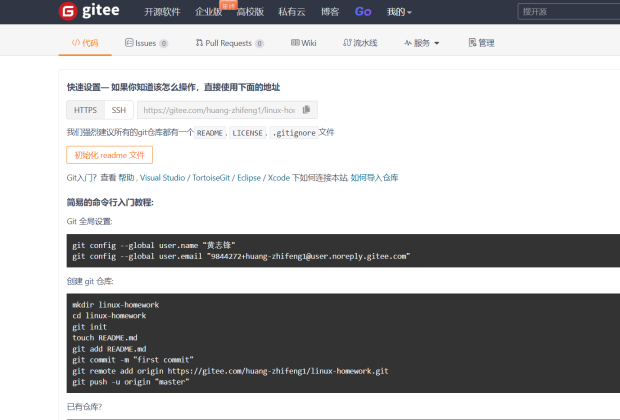 gitee 开源软件 企业版 高校版 私有云 博客 Go 我的 搜开源
代码 Issues 0 Pull Requests 0 Wiki 流水线 服务 管理
快速设置— 如果你知道该怎么操作，直接使用下面的地址
HTTPS SSH https://gitee.com/huang-zhifeng1/linux-hor
我们强烈建议所有的git仓库都有一个 README , LICENSE , .gitignore 文件
初始化 readme 文件
Git入门？查看 帮助 , Visual Studio / TortoiseGit / Eclipse / Xcode 下如何连接本站, 如何导入仓库
简易的命令行入门教程:
Git 全局设置:
git config --global user.name "黄志锋"
git config --global user.email "9844272+huang-zhifeng1@user.noreply.gitee.com"
创建 git 仓库:
mkdir linux-homework
cd linux-homework
git init
touch README.md
git add README.md
git commit -m "first commit"
git remote add origin https://gitee.com/huang-zhifeng1/linux-homework.git
git push -u origin "master"
已有仓库?